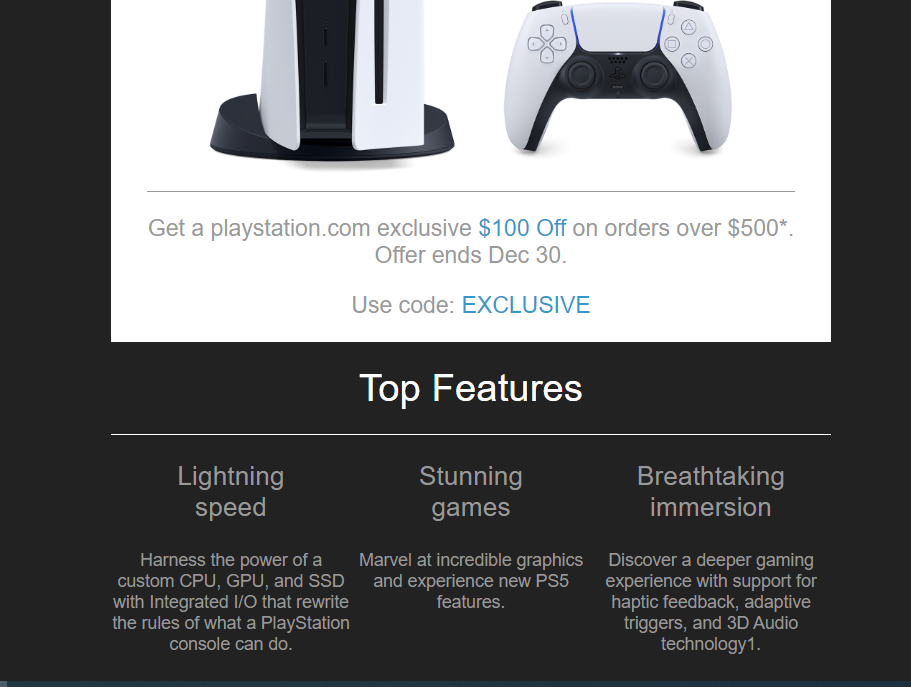 Get a playstation.com exclusive $100 Off on orders over $500*.
Offer ends Dec 30.
Use code: EXCLUSIVE
Top Features
Lightning
speed
Harness the power of a
custom CPU, GPU, and SSD
with Integrated I/O that rewrite
the rules of what a PlayStation
console can do.
Stunning
games
Marvel at incredible graphics
and experience new PS5
features.
Breathtaking
immersion
Discover a deeper gaming
experience with support for
haptic feedback, adaptive
triggers, and 3D Audio
technology1.